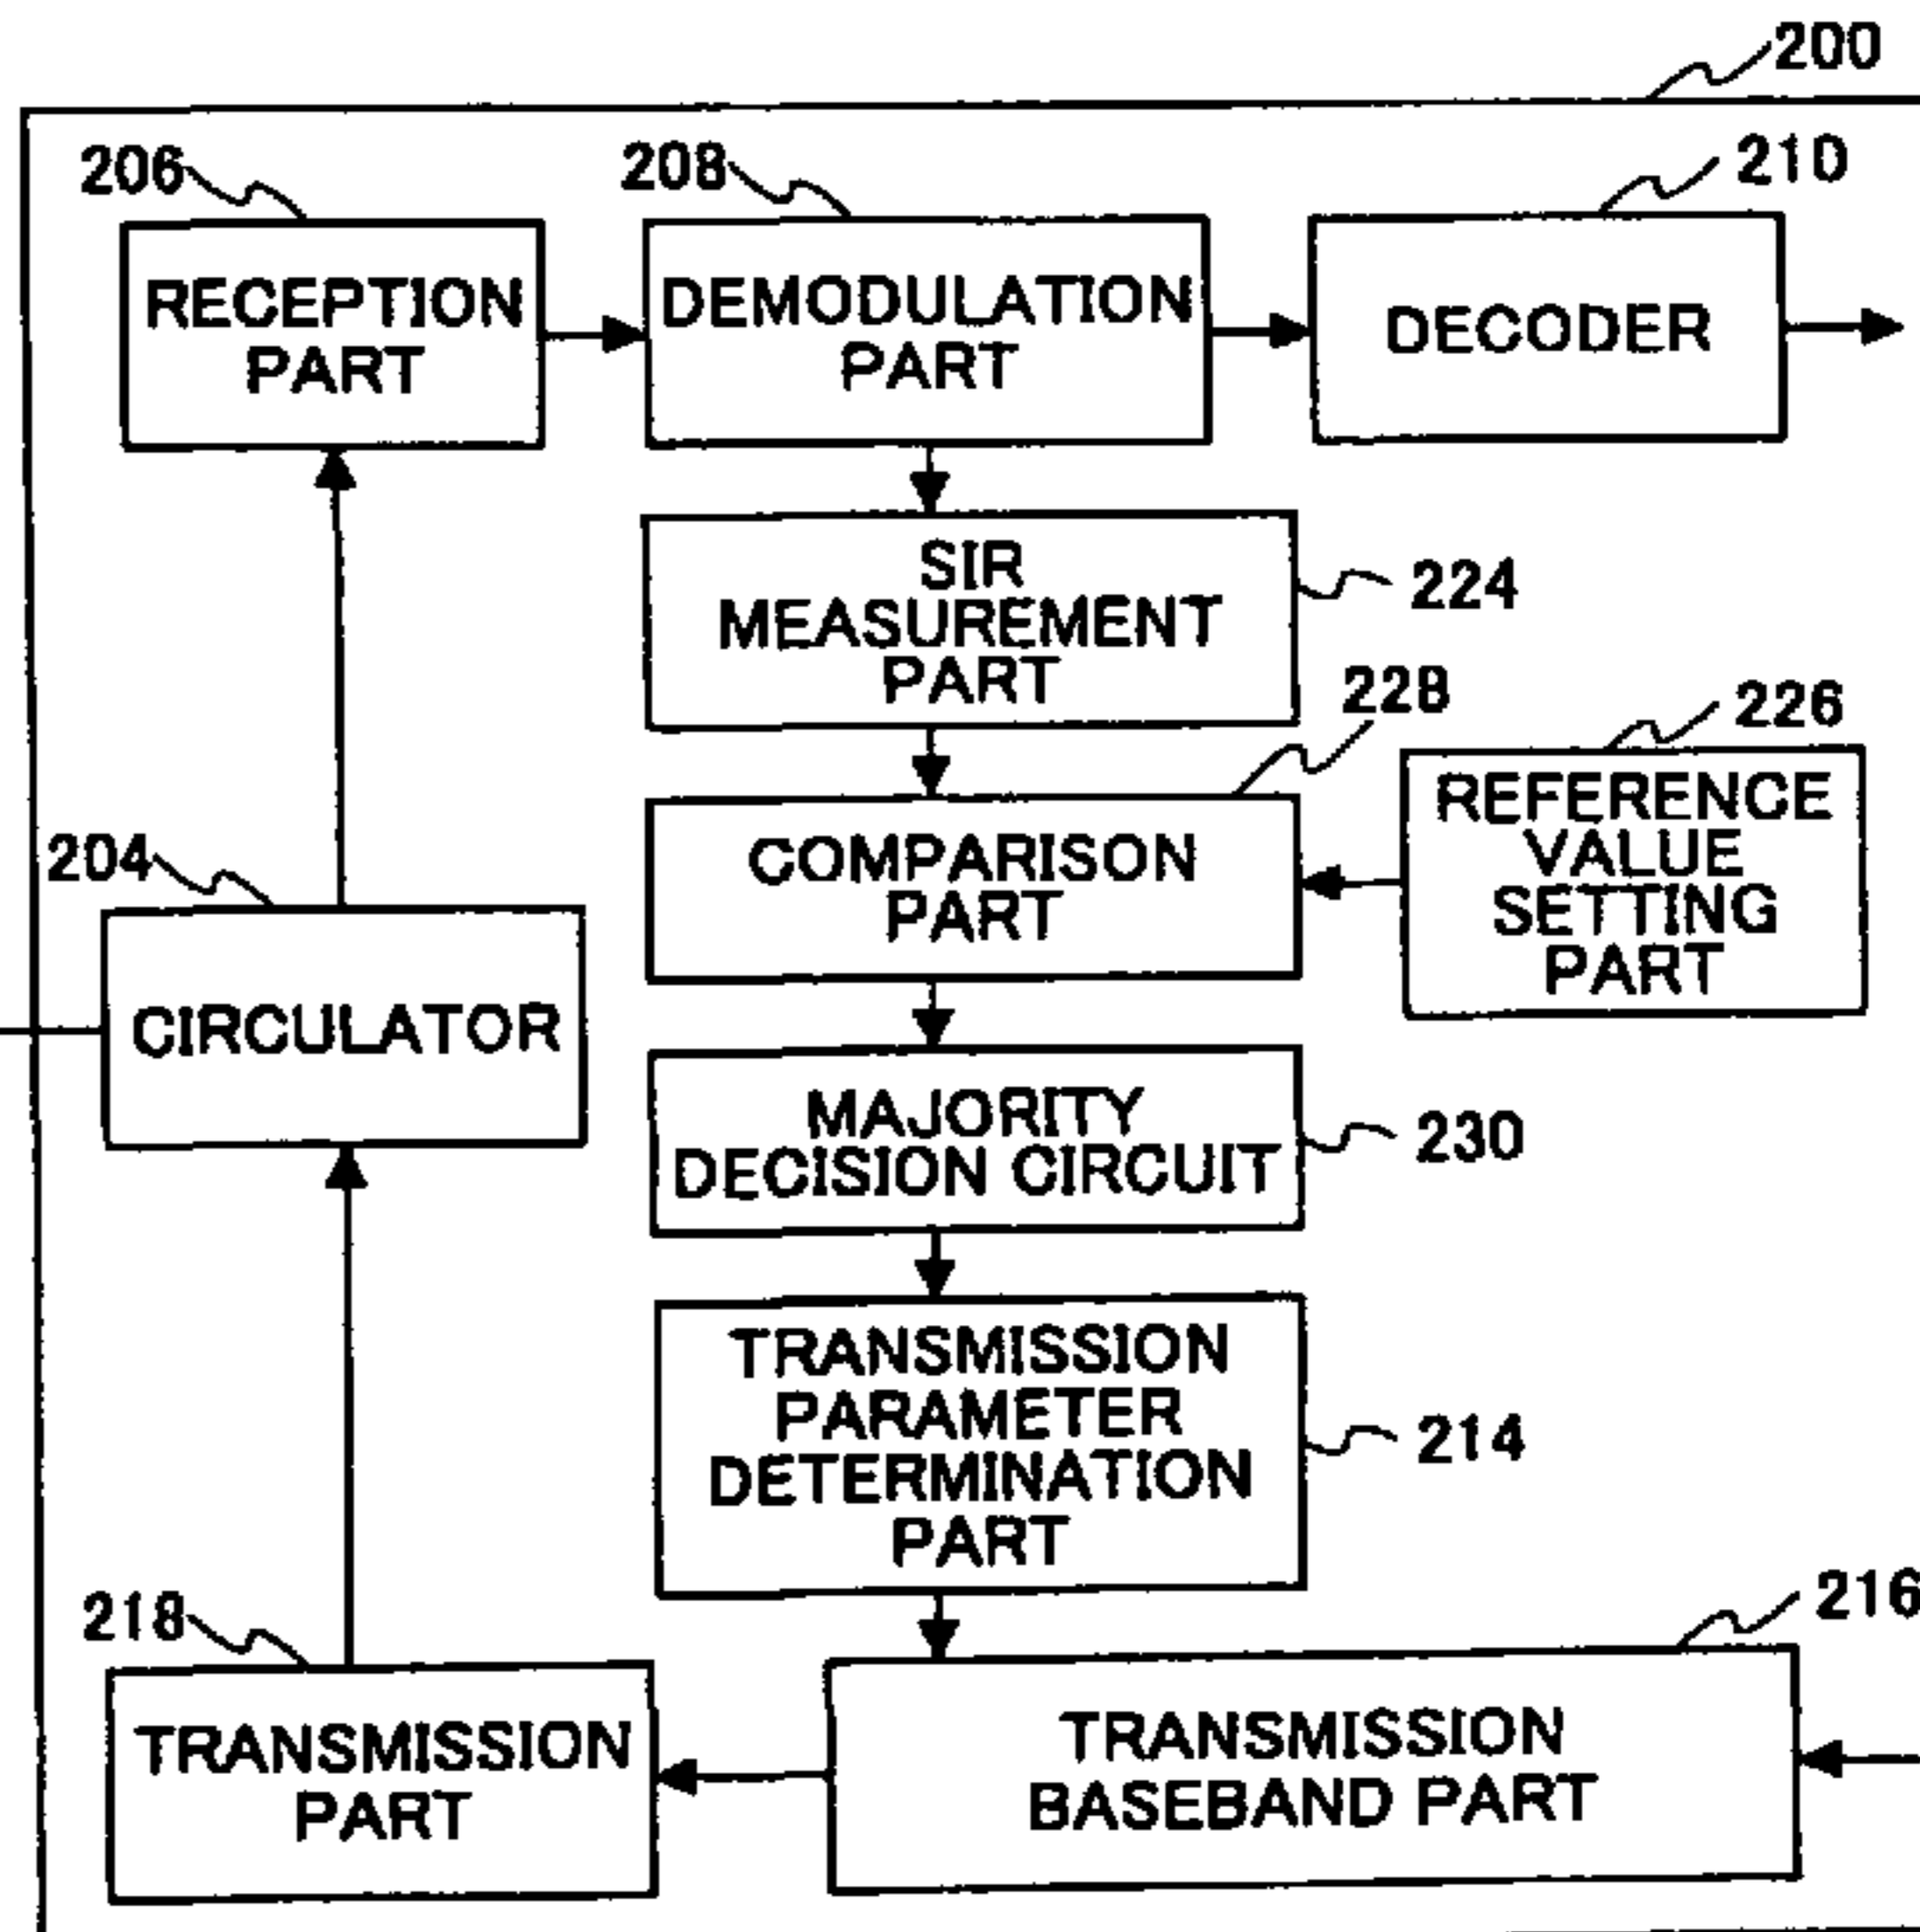 200
206
208
210
RECEPTION
PART
DEMODULATION
PART
DECODER
SIR
MEASUREMENT
PART
224
228
226
COMPARISON
PART
REFERENCE
VALUE
SETTING
PART
204
CIRCULATOR
MAJORITY
DECISION CIRCUIT
230
TRANSMISSION
PARAMETER
DETERMINATION
PART
214
218
216
TRANSMISSION
PART
TRANSMISSION
BASEBAND PART